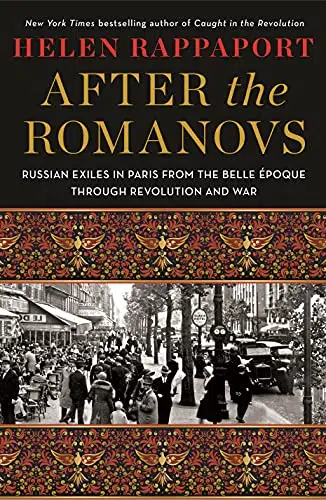 New York Times bestselling author of Caught in the Revolution
HELEN RAPPAPORT
AFTER the
ROMANOVS
RUSSIAN EXILES IN PARIS FROM THE BELLE ÉPOQUE
THROUGH REVOLUTION AND WAR